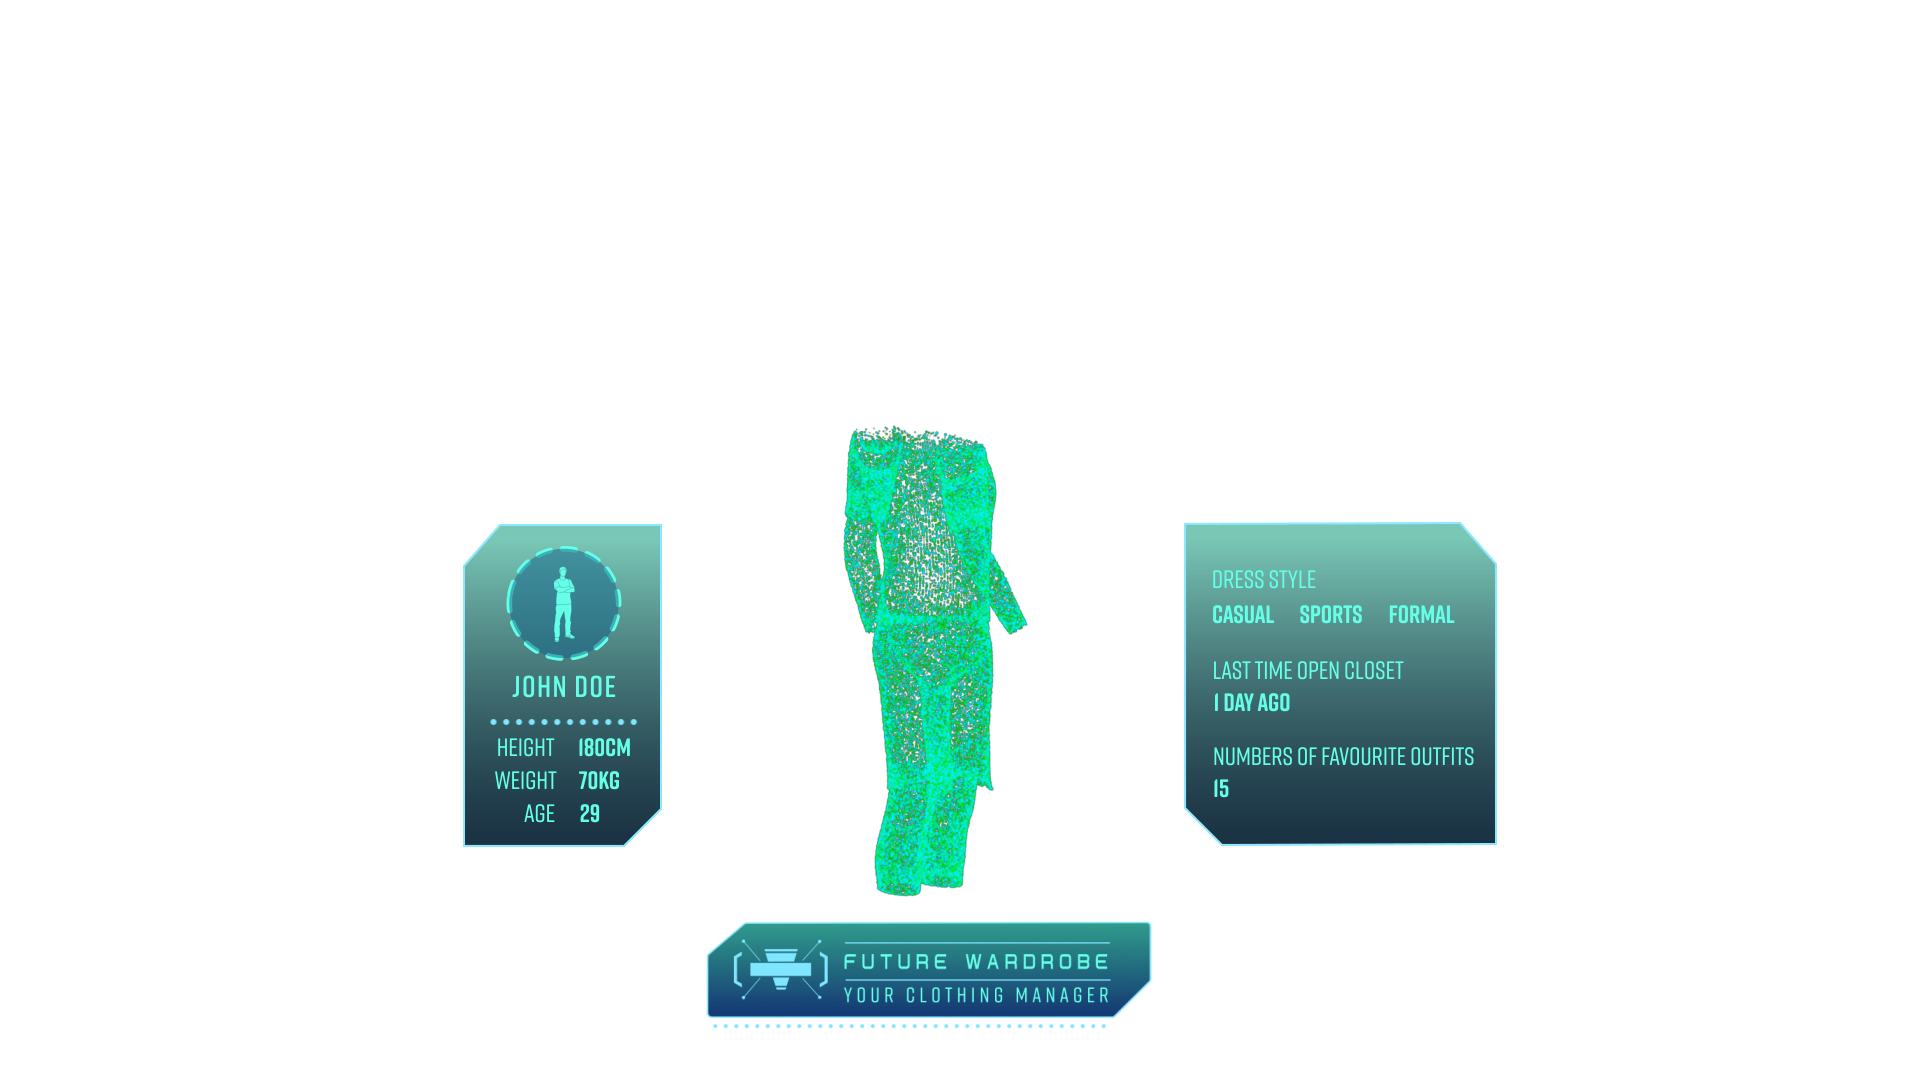 JOHN DOE
HEIGHT 180CM
WEIGHT 70KG
AGE 29
DRESS STYLE
CASUAL SPORTS FORMAL
LAST TIME OPEN CLOSET
1 DAY AGO
NUMBERS OF FAVOURITE OUTFITS
15
FUTURE WARDROBE
YOUR CLOTHING MANAGER